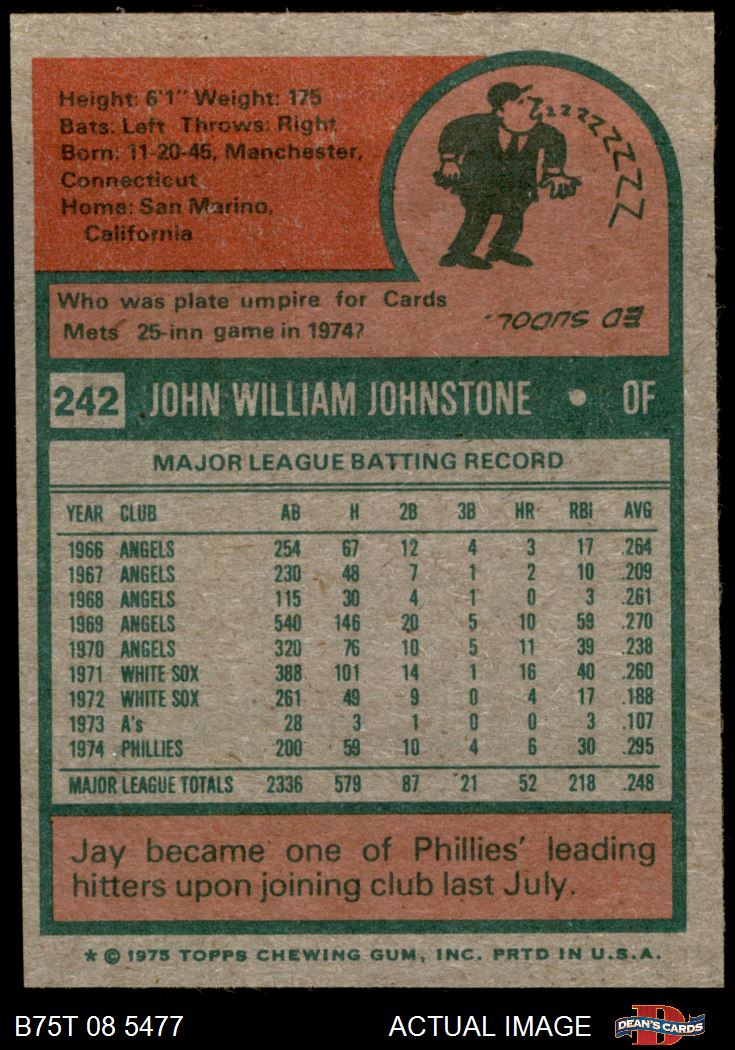 Height: 6'1" Weight: 175
Bats: Left Throws: Right
Born: 11-20-45, Manchester,
Connecticut
Home: San Marino,
California
ZZZZZZZZZ
Who was plate umpire for Cards
Mets 25-inn game in 1974?
ED SUDOL.
242 JOHN WILLIAM JOHNSTONE • OF
MAJOR LEAGUE BATTING RECORD
YEAR CLUB AB H 2B 3B HR RBI AVG
1966 ANGELS 254 67 12 4 3 17 .264
1967 ANGELS 230 48 7 1 2 10 .209
1968 ANGELS 115 30 4 1 0 3 .261
1969 ANGELS 540 146 20 5 10 59 .270
1970 ANGELS 320 76 10 5 11 39 .238
1971 WHITE SOX 388 101 14 1 16 40 .260
1972 WHITE SOX 261 49 9 0 4 17 .188
1973 A's 28 3 1 0 0 3 .107
1974 PHILLIES 200 59 10 4 6 30 .295
MAJOR LEAGUE TOTALS 2336 579 87 21 52 218 .248
Jay became one of Phillies' leading
hitters upon joining club last July.
* © 1975 TOPPS CHEWING GUM, INC. PRTD IN U.S.A.
B75T 08 5477 ACTUAL IMAGE DEAN'S CARDS